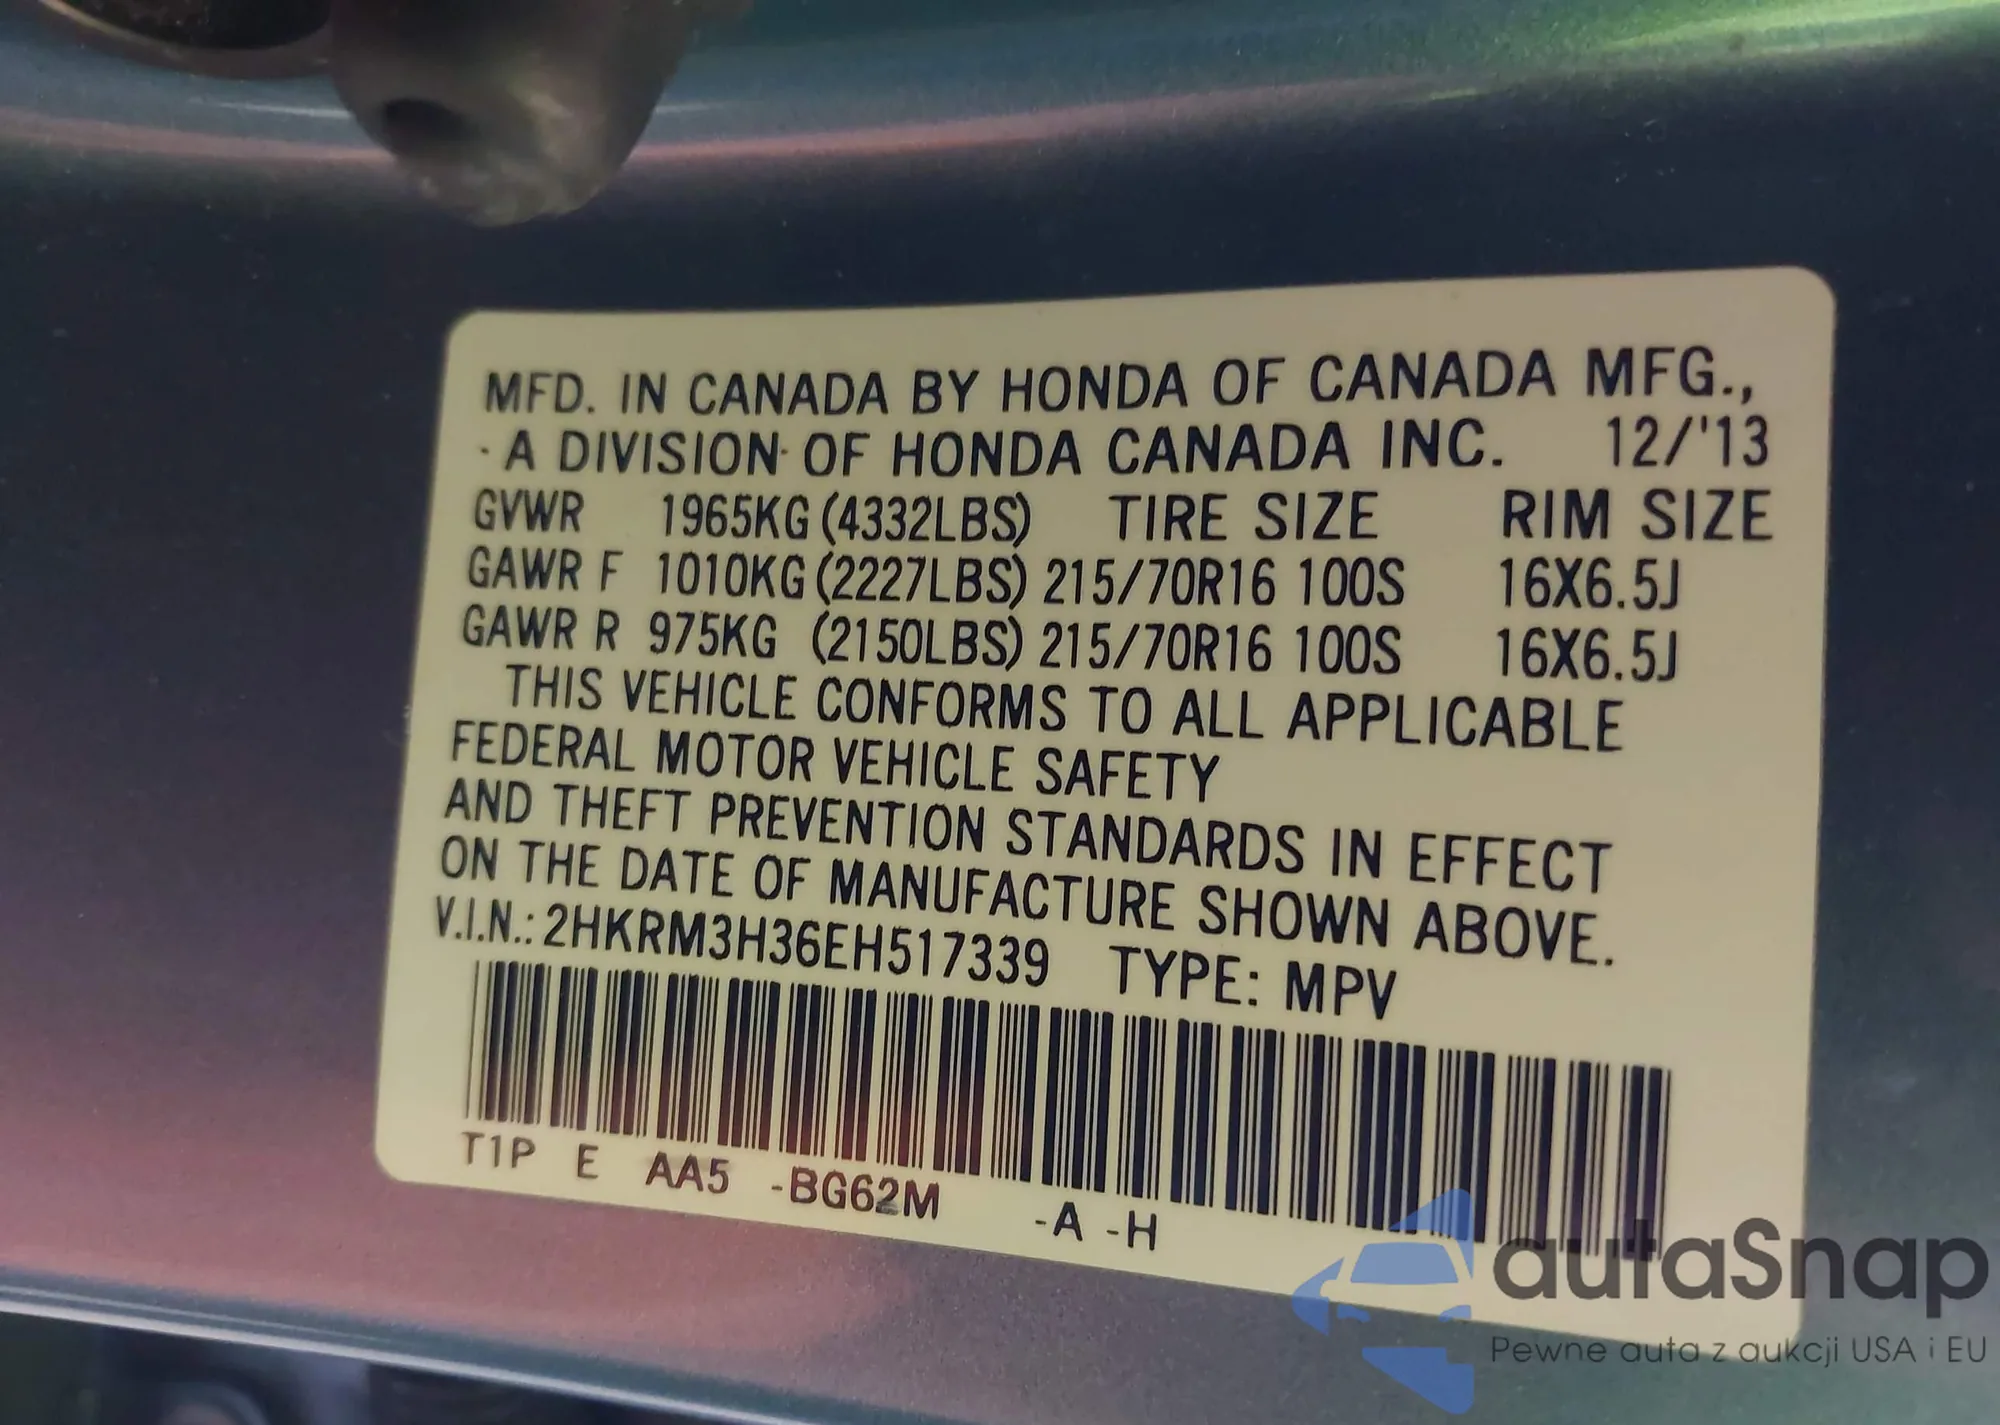 MFD. IN CANADA BY HONDA OF CANADA MFG.,
A DIVISION OF HONDA CANADA INC. 12/'13
GVWR 1965KG (4332LBS) TIRE SIZE RIM SIZE
GAWR F 1010KG (2227LBS) 215/70R16 100S 16X6.5J
GAWR R 975KG (2150LBS) 215/70R16 100S 16X6.5J
THIS VEHICLE CONFORMS TO ALL APPLICABLE
FEDERAL MOTOR VEHICLE SAFETY
AND THEFT PREVENTION STANDARDS IN EFFECT
ON THE DATE OF MANUFACTURE SHOWN ABOVE.
V.I.N.: 2HKRM3H36EH517339 TYPE: MPV
T1P E AA5 -BG62M -A -H
autaSnap
Pewne auta z aukcji USA i EU